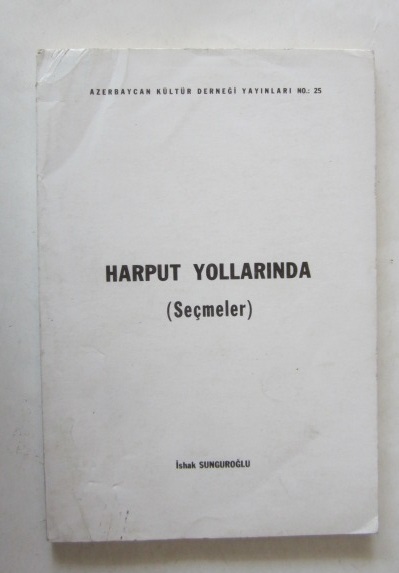 AZERBAYCAN KÜLTÜR DERNEĞİ YAYINLARI NO.: 25
HARPUT YOLLARINDA
(Seçmeler)
İshak SUNGUROĞLU